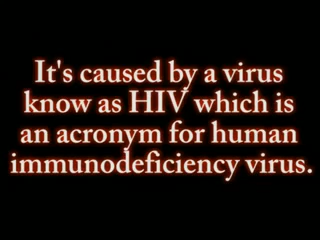 It's caused by a virus
know as HIV which is
an acronym for human
immunodeficiency virus.